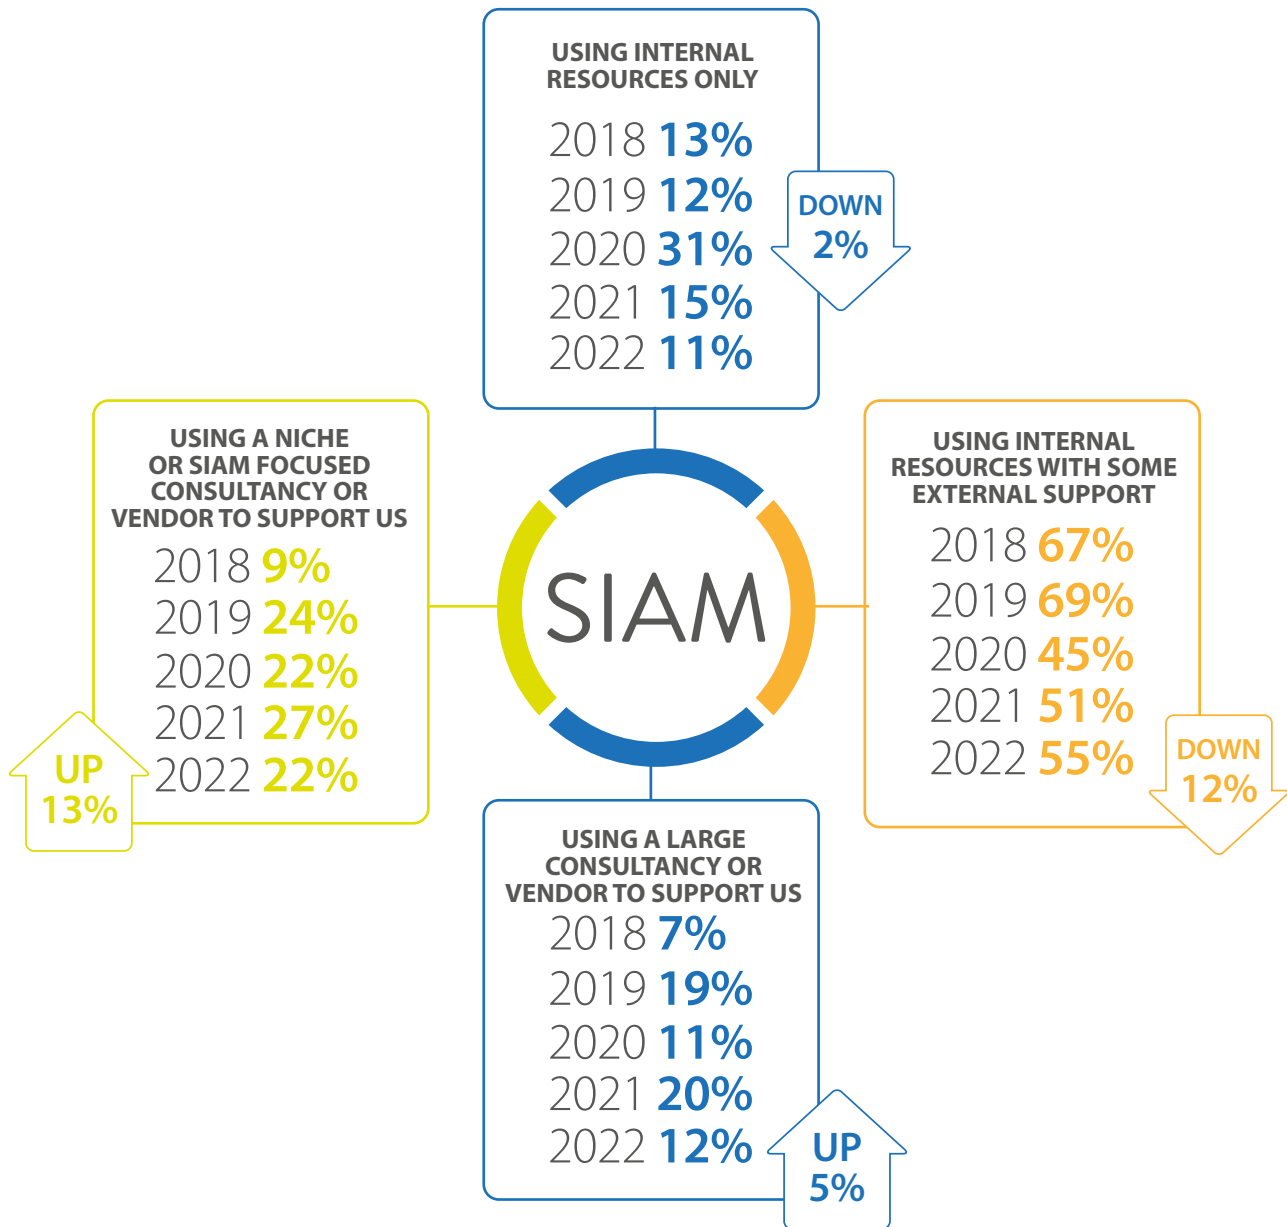 USING INTERNAL
RESOURCES ONLY
2018 13%
2019 12%
2020 31%
2021 15%
2022 11%
DOWN
2%
USING A NICHE
OR SIAM FOCUSED
CONSULTANCY OR
VENDOR TO SUPPORT US
2018 9%
2019 24%
2020 22%
2021 27%
2022 22%
UP
13%
SIAM
USING INTERNAL
RESOURCES WITH SOME
EXTERNAL SUPPORT
2018 67%
2019 69%
2020 45%
2021 51%
2022 55%
DOWN
12%
USING A LARGE
CONSULTANCY OR
VENDOR TO SUPPORT US
2018 7%
2019 19%
2020 11%
2021 20%
2022 12%
UP
5%